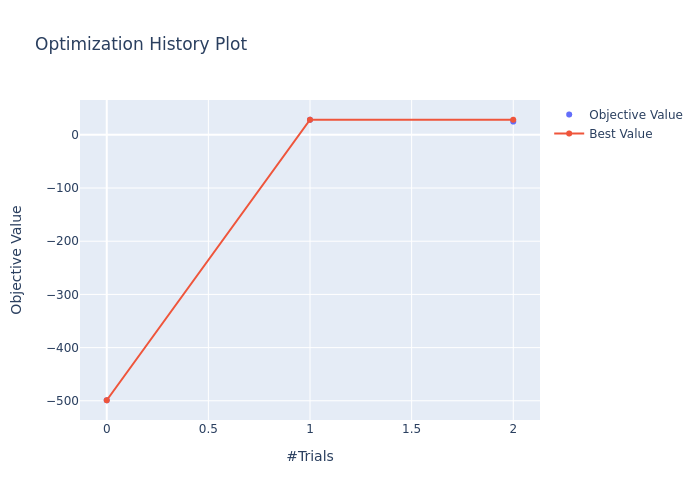 Optimization History Plot
Objective Value
Best Value
0
−100
−200
−300
−400
−500
Objective Value
0
0.5
1
1.5
2
#Trials